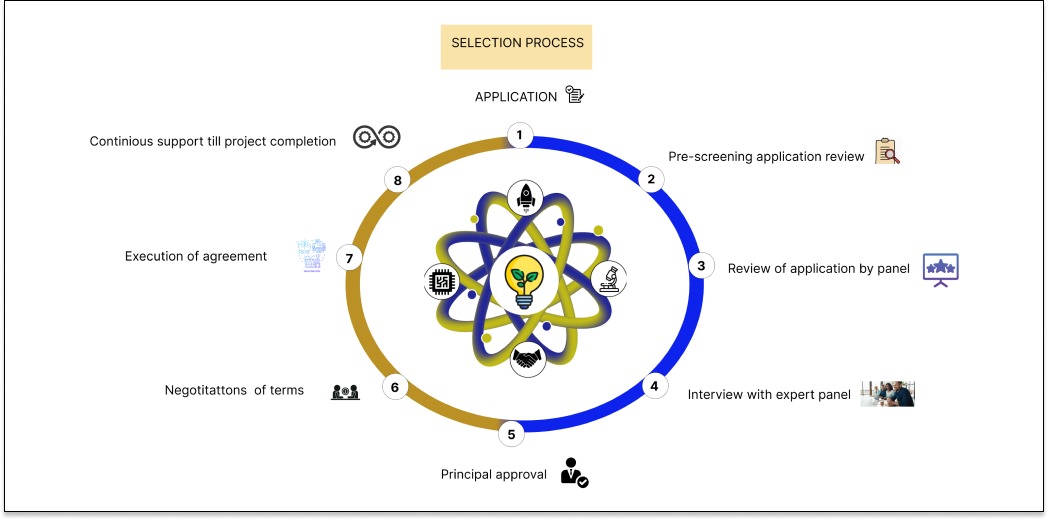 SELECTION PROCESS
APPLICATION
1
Continious support till project completion
Pre-screening application review
8
2
Execution of agreement
7
3
Review of application by panel
Negotitattons of terms
6
4
Interview with expert panel
5
Principal approval